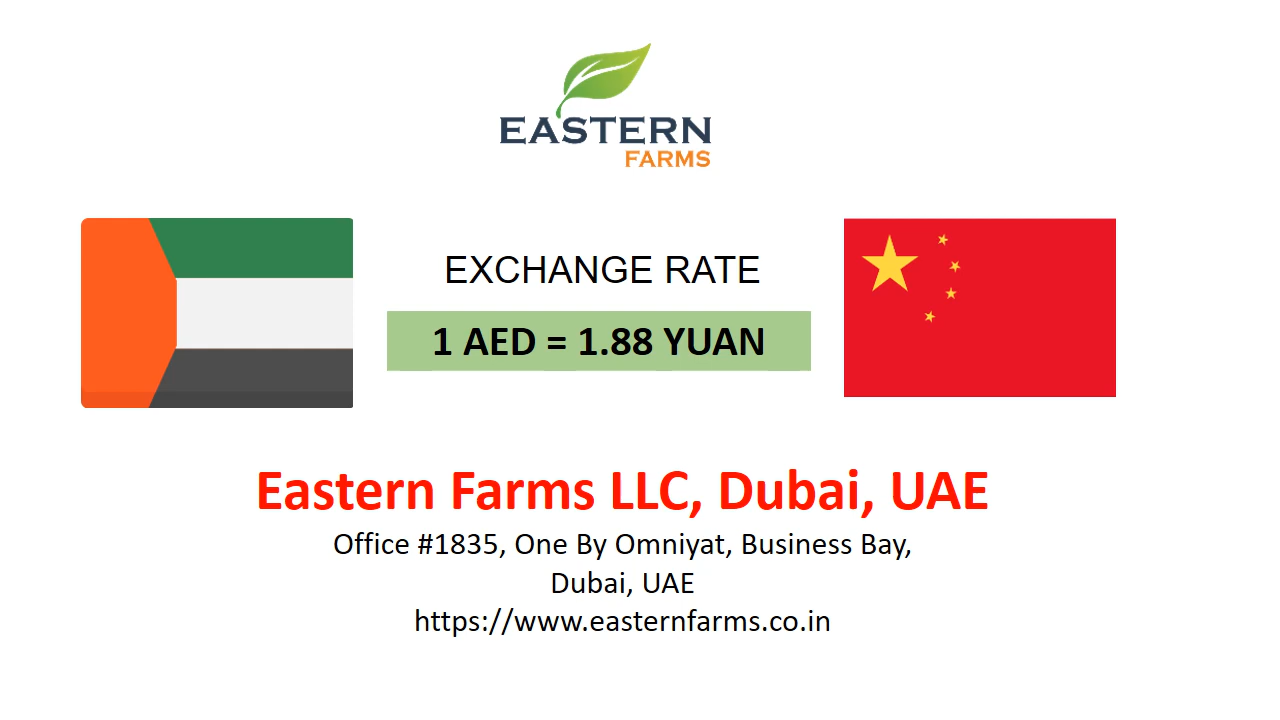 EASTERN
FARMS
EXCHANGE RATE
1 AED = 1.88 YUAN
Eastern Farms LLC, Dubai, UAE
Office #1835, One By Omniyat, Business Bay,
Dubai, UAE
https://www.easternfarms.co.in